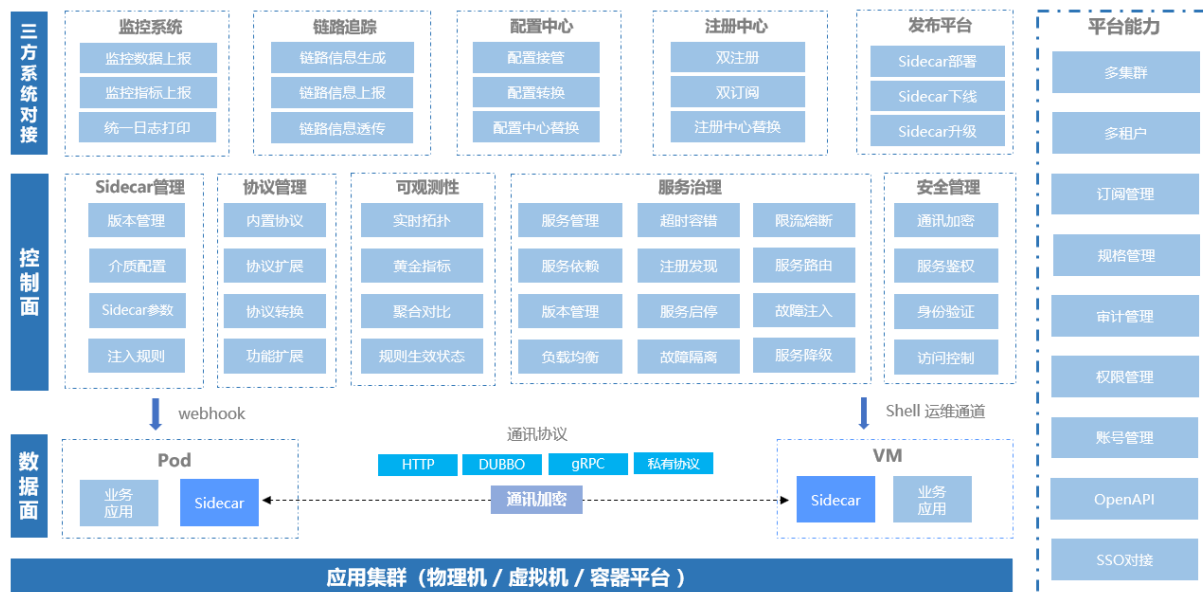 三方系统对接
监控系统
监控数据上报
监控指标上报
统一日志打印
链路追踪
链路信息生成
链路信息上报
链路信息透传
配置中心
配置接管
配置转换
配置中心替换
注册中心
双注册
双订阅
注册中心替换
发布平台
Sidecar部署
Sidecar下线
Sidecar升级
控制面
Sidecar管理
版本管理
介质配置
Sidecar参数
注入规则
协议管理
内置协议
协议扩展
协议转换
功能扩展
可观测性
实时拓扑
黄金指标
聚合对比
规则生效状态
服务治理
服务管理
超时容错
限流熔断
服务依赖
注册发现
服务路由
版本管理
服务启停
故障注入
负载均衡
故障隔离
服务降级
安全管理
通讯加密
服务鉴权
身份验证
访问控制
webhook
Shell 运维通道
数据面
Pod
业务
应用
Sidecar
通讯协议
HTTP
DUBBO
gRPC
私有协议
通讯加密
VM
Sidecar
业务
应用
应用集群（物理机 / 虚拟机 / 容器平台 ）
平台能力
多集群
多租户
订阅管理
规格管理
审计管理
权限管理
账号管理
OpenAPI
SSO对接